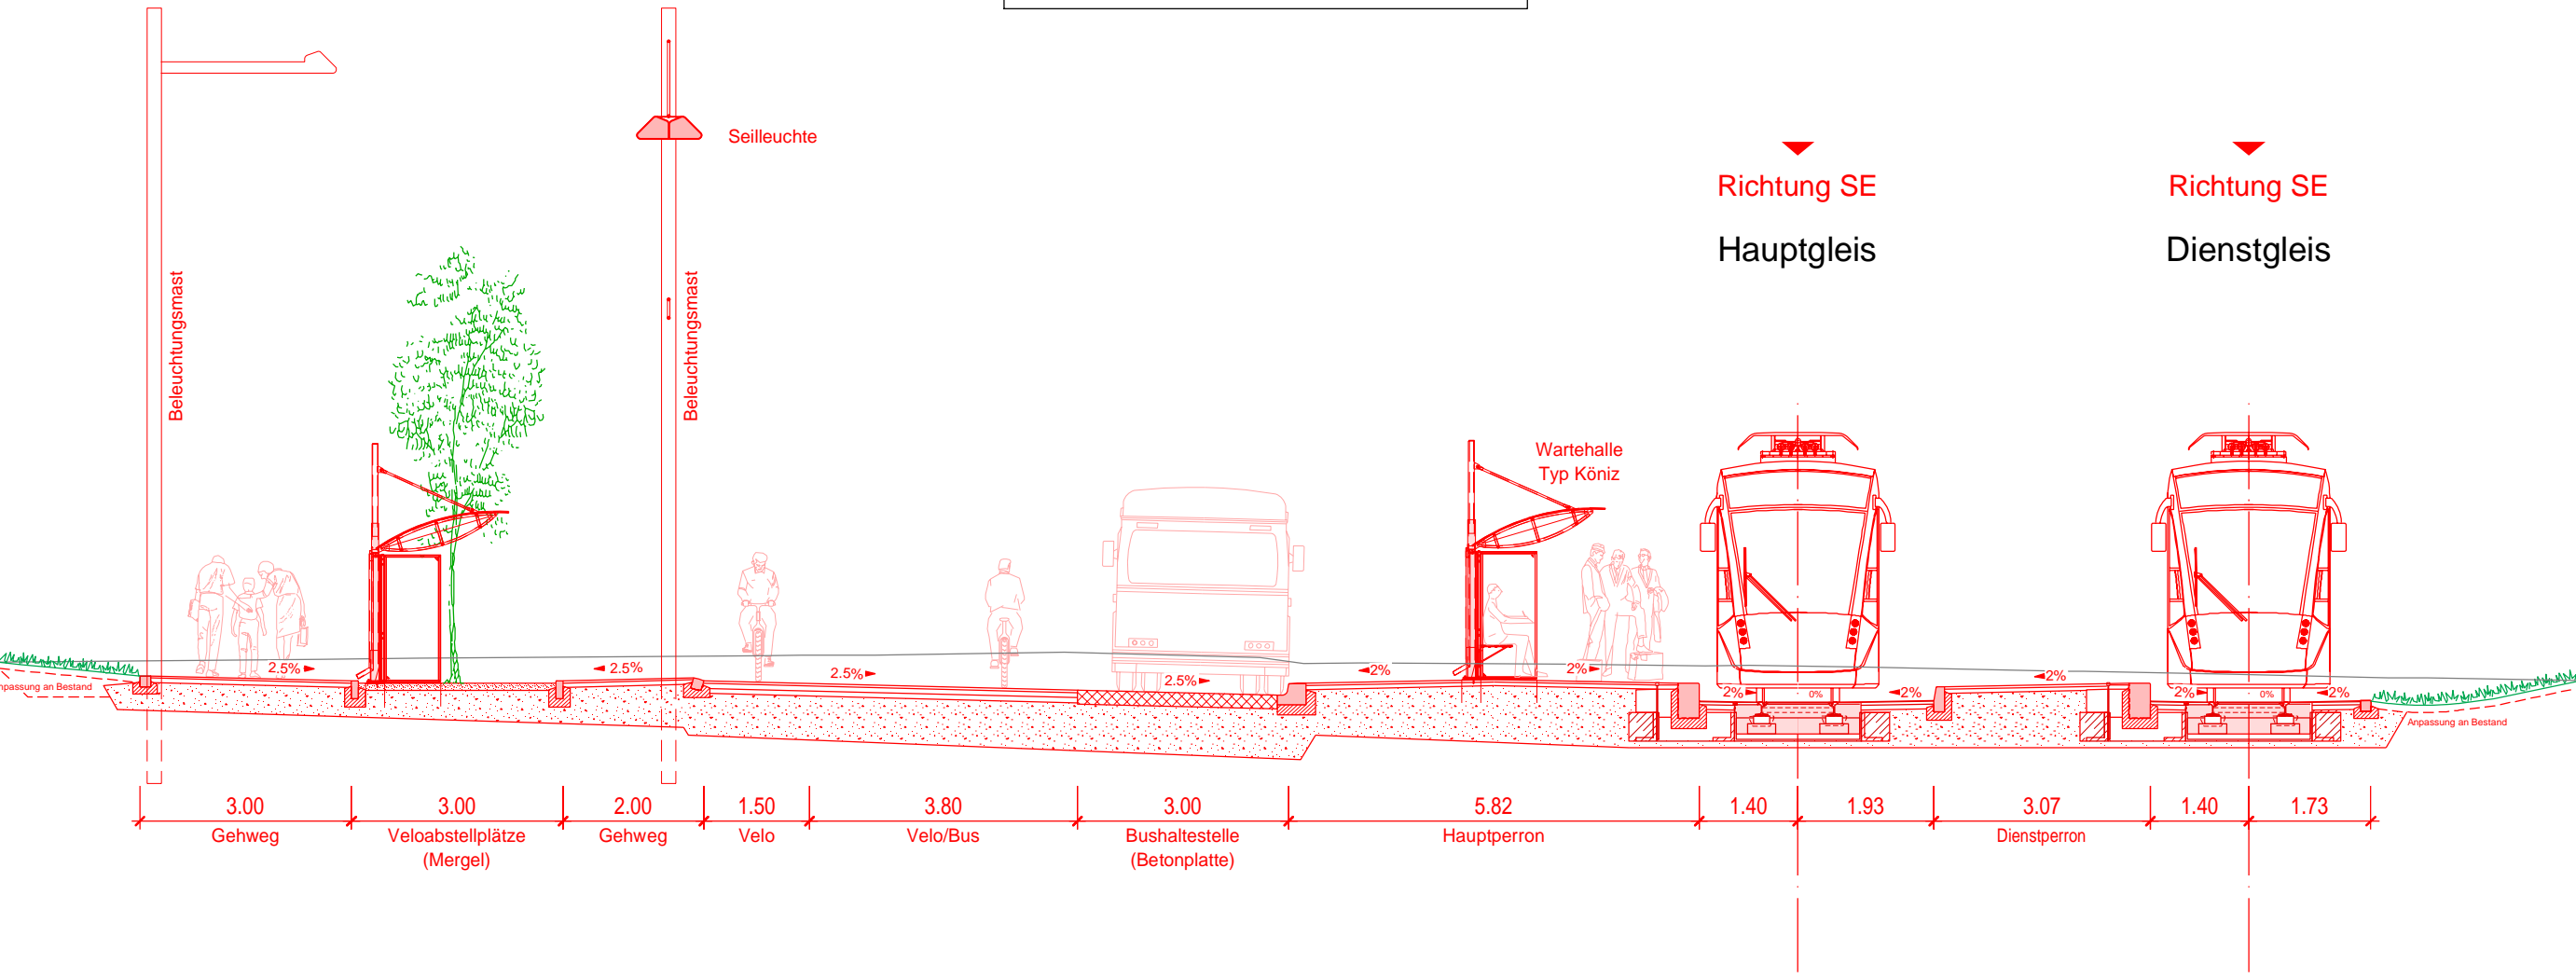 Seilleuchte
Beleuchtungsmast
Beleuchtungsmast
Richtung SE
Hauptgleis
Richtung SE
Dienstgleis
Wartehalle
Typ Köniz
2.5%
2.5%
2.5%
2.5%
2%
2%
2%
0%
2%
2%
2%
0%
2%
npassung an Bestand
Anpassung an Bestand
3.00 3.00 2.00 1.50 3.80 3.00 5.82 1.40 1.93 3.07 1.40 1.73
Gehweg Veloabstellplätze Gehweg Velo Velo/Bus Bushaltestelle Hauptperron Dienstperron
(Mergel) (Betonplatte)